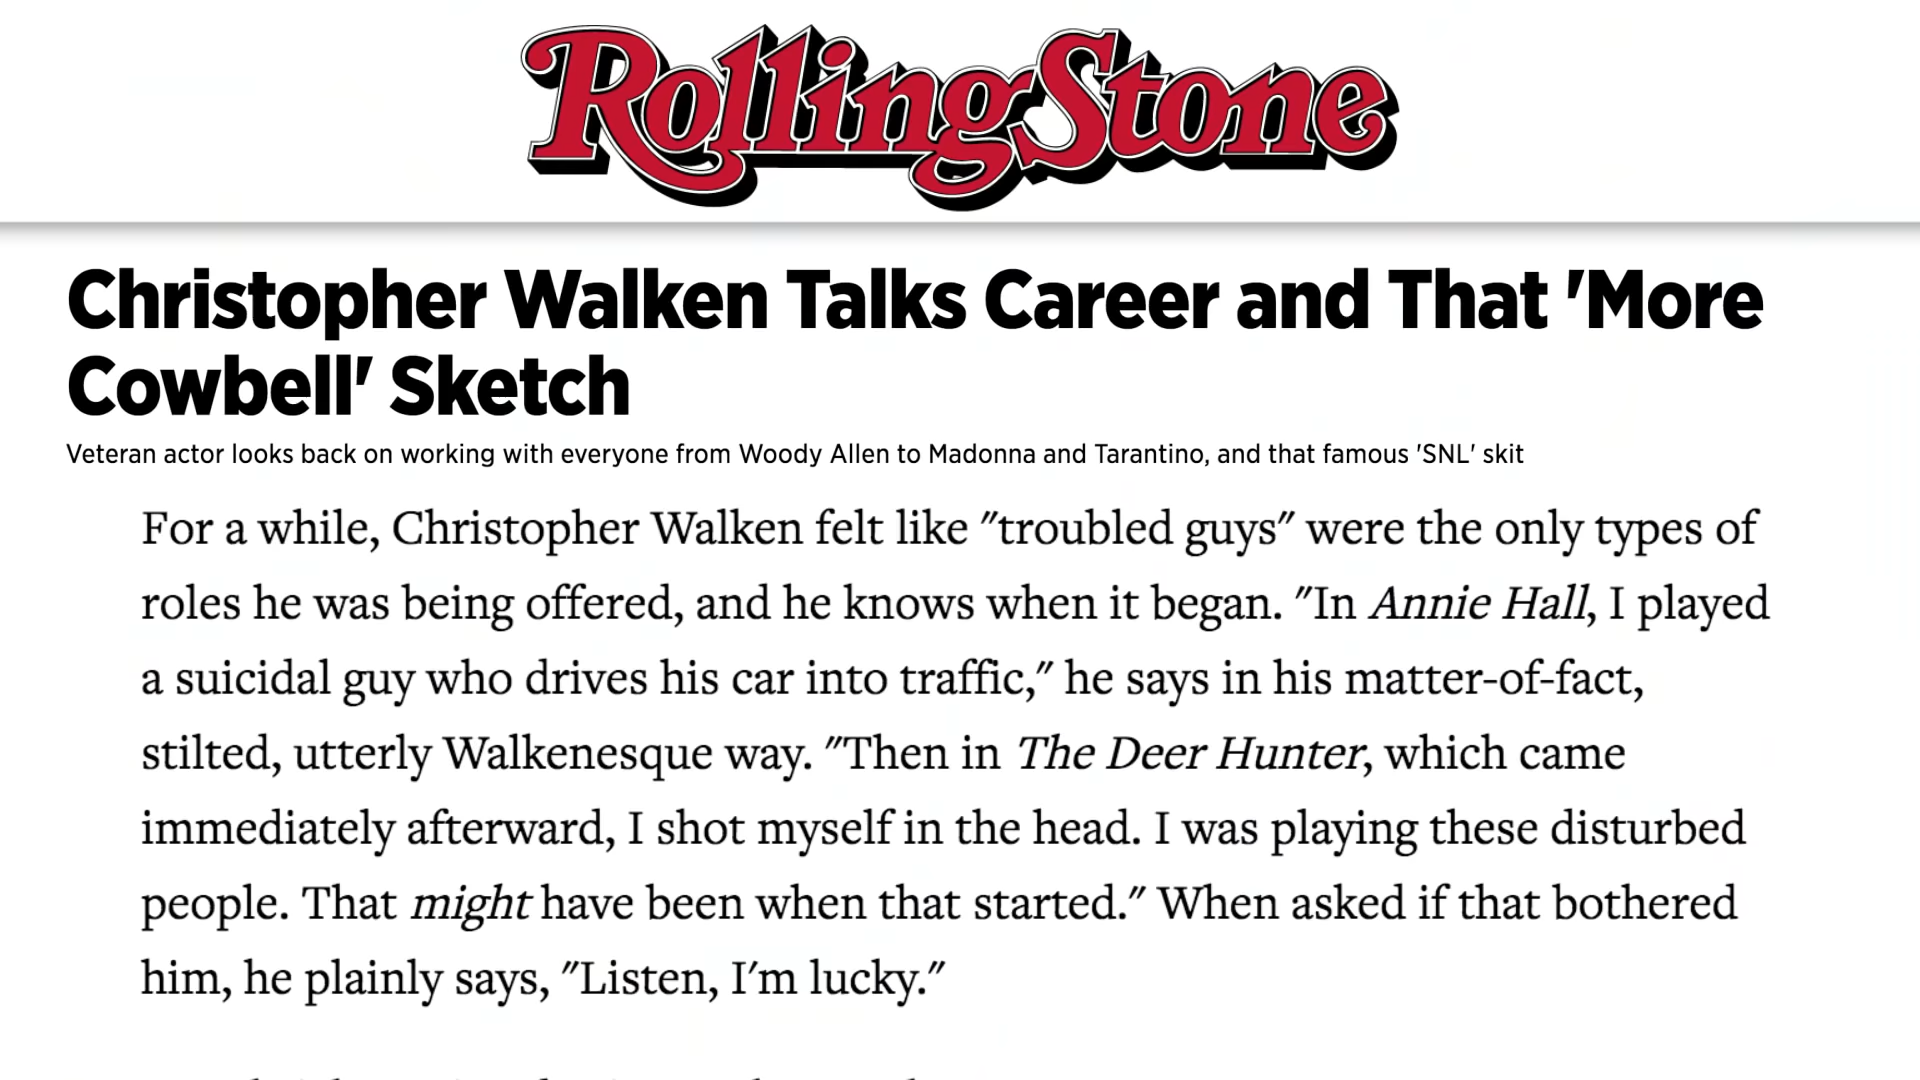 RollingStone
Christopher Walken Talks Career and That 'More
Cowbell' Sketch
Veteran actor looks back on working with everyone from Woody Allen to Madonna and Tarantino, and that famous 'SNL' skit
For a while, Christopher Walken felt like "troubled guys" were the only types of
roles he was being offered, and he knows when it began. "In Annie Hall, I played
a suicidal guy who drives his car into traffic," he says in his matter-of-fact,
stilted, utterly Walkenesque way. "Then in The Deer Hunter, which came
immediately afterward, I shot myself in the head. I was playing these disturbed
people. That might have been when that started." When asked if that bothered
him, he plainly says, "Listen, I'm lucky."